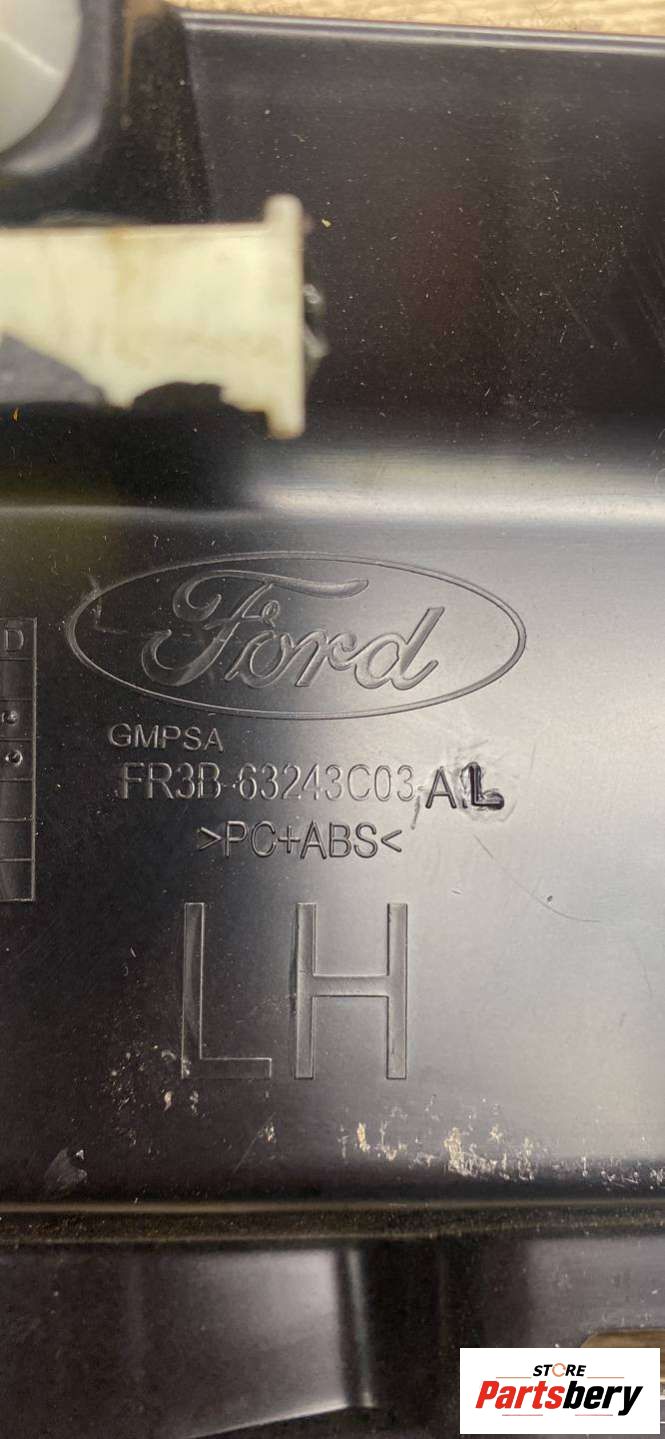 D
Ford
GMPSA
FR3B-63243C03-AL
>PC+ABS<
LH
STORE
Partsbery